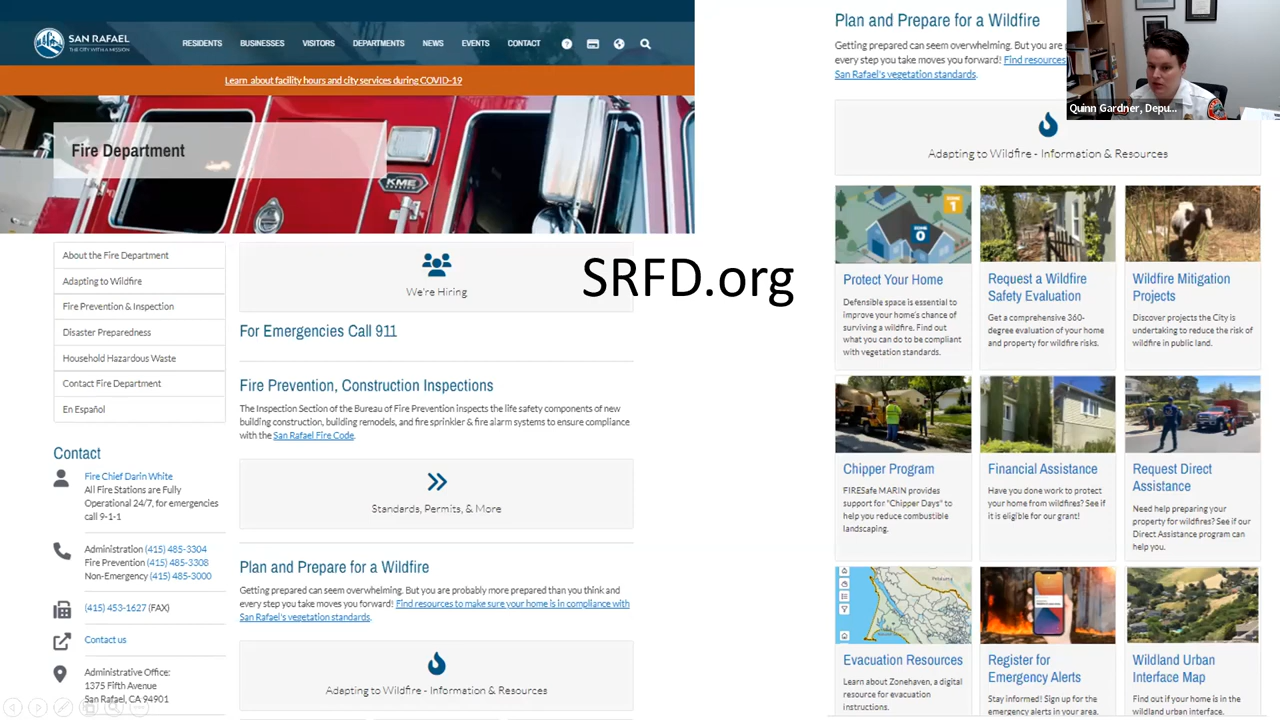 SAN RAFAEL
THE CITY WITH A MISSION
RESIDENTS BUSINESSES VISITORS DEPARTMENTS NEWS EVENTS CONTACT
Learn about facility hours and city services during COVID-19
Fire Department
KME
About the Fire Department
Adapting to Wildfire
Fire Prevention & Inspection
Disaster Preparedness
Household Hazardous Waste
Contact Fire Department
En Español
Contact
Fire Chief Darin White
All Fire Stations are Fully
Operational 24/7, for emergencies
call 9-1-1
Administration (415) 485-3304
Fire Prevention (415) 485-3308
Non-Emergency (415) 485-3000
(415) 453-1627 (FAX)
Contact us
Administrative Office:
1375 Fifth Avenue
San Rafael, CA 94901
We're Hiring
For Emergencies Call 911
Fire Prevention, Construction Inspections
The Inspection Section of the Bureau of Fire Prevention inspects the life safety components of new
building construction, building remodels, and fire sprinkler & fire alarm systems to ensure compliance
with the San Rafael Fire Code.
Standards, Permits, & More
Plan and Prepare for a Wildfire
Getting prepared can seem overwhelming. But you are probably more prepared than you think and
every step you take moves you forward! Find resources to make sure your home is in compliance with
San Rafael's vegetation standards.
Adapting to Wildfire - Information & Resources
SRFD.org
Plan and Prepare for a Wildfire
Getting prepared can seem overwhelming. But you are
every step you take moves you forward! Find resources
San Rafael's vegetation standards.
Quinn Gardner, Depu...
Adapting to Wildfire - Information & Resources
ZONE 1
ZONE 0
Protect Your Home
Defensible space is essential to
improve your home's chance of
surviving a wildfire. Find out
what you can do to be compliant
with vegetation standards.
Request a Wildfire
Safety Evaluation
Get a comprehensive 360-
degree evaluation of your home
and property for wildfire risks.
Wildfire Mitigation
Projects
Discover projects the City is
undertaking to reduce the risk of
wildfire in public land.
Chipper Program
FIRESafe MARIN provides
support for "Chipper Days" to
help you reduce combustible
landscaping.
Financial Assistance
Have you done work to protect
your home from wildfires? See if
it is eligible for our grant!
Request Direct
Assistance
Need help preparing your
property for wildfires? See if our
Direct Assistance program can
help you.
Evacuation Resources
Learn about Zonehaven, a digital
resource for evacuation
instructions.
Register for
Emergency Alerts
Stay informed! Sign up for the
emergency alerts in your area.
Wildland Urban
Interface Map
Find out if your home is in the
wildland urban interface.